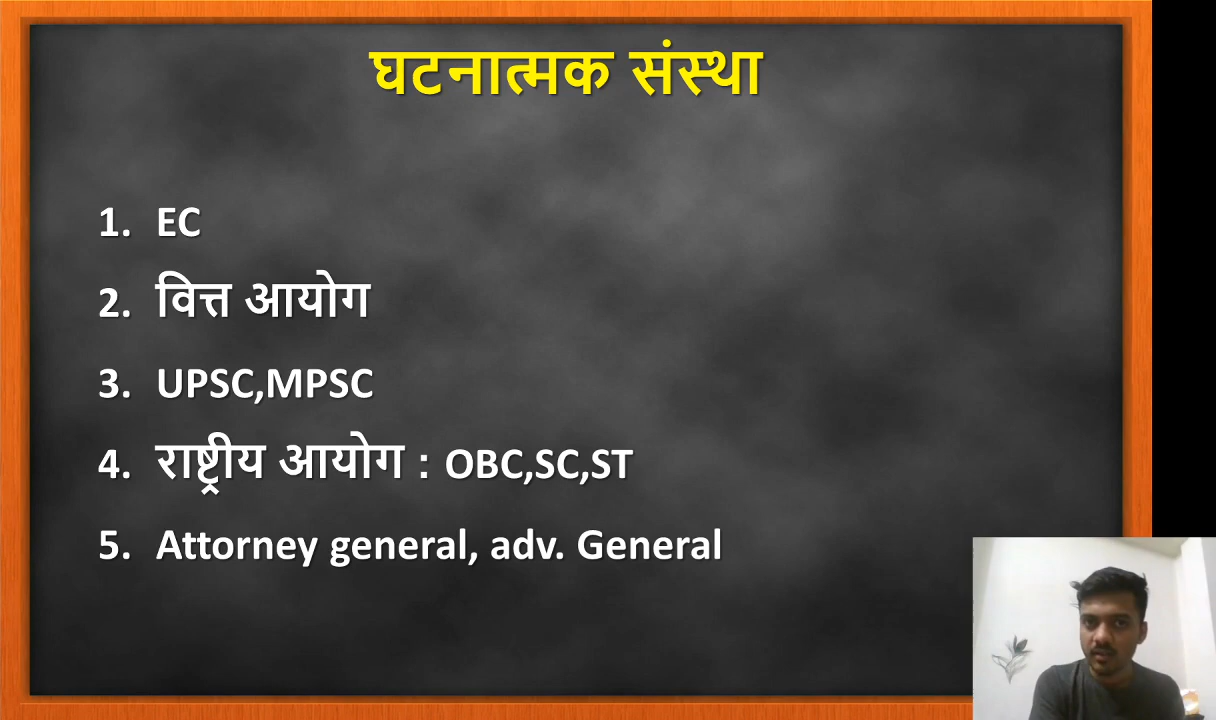 घटनात्मक संस्था
1. EC
2. वित्त आयोग
3. UPSC,MPSC
4. राष्ट्रीय आयोग : OBC,SC,ST
5. Attorney general, adv. General